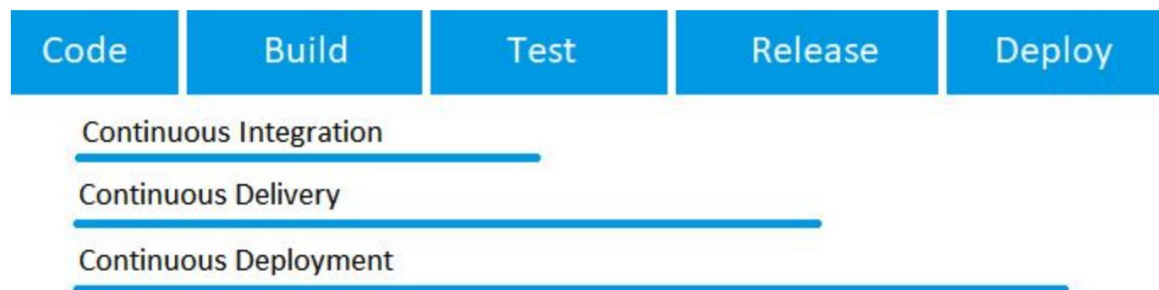 Code Build Test Release Deploy
Continuous Integration
Continuous Delivery
Continuous Deployment